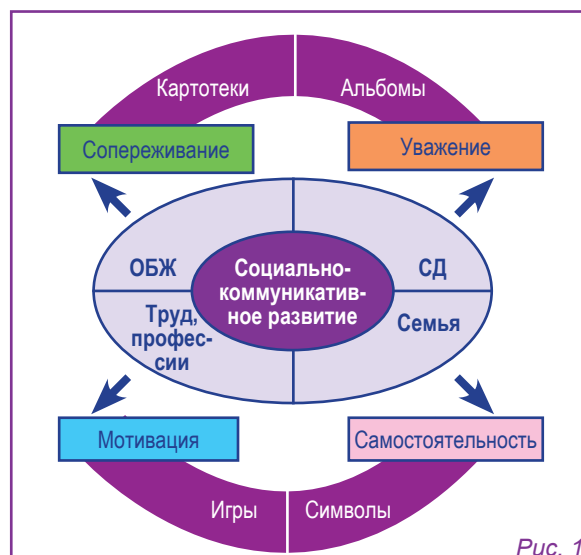 Картотеки
Альбомы
Сопереживание
Уважение
ОБЖ
Социально-
коммуникатив-
ное развитие
СД
Труд,
профес-
сии
Семья
Мотивация
Самостоятельность
Игры
Символы
Рис. 1